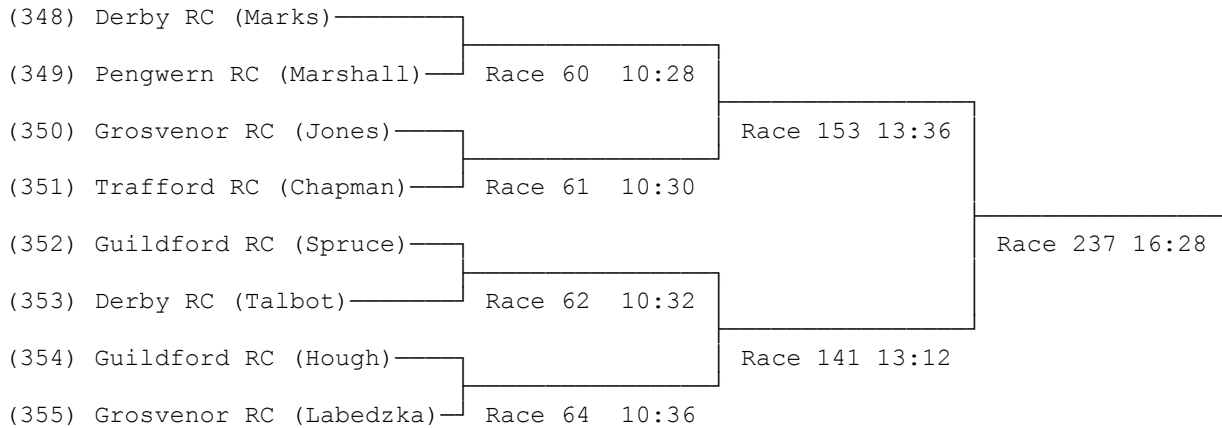 (348) Derby RC (Marks)
(349) Pengwern RC (Marshall) Race 60 10:28
(350) Grosvenor RC (Jones) Race 153 13:36
(351) Trafford RC (Chapman) Race 61 10:30
(352) Guildford RC (Spruce) Race 237 16:28
(353) Derby RC (Talbot) Race 62 10:32
(354) Guildford RC (Hough) Race 141 13:12
(355) Grosvenor RC (Labedzka) Race 64 10:36